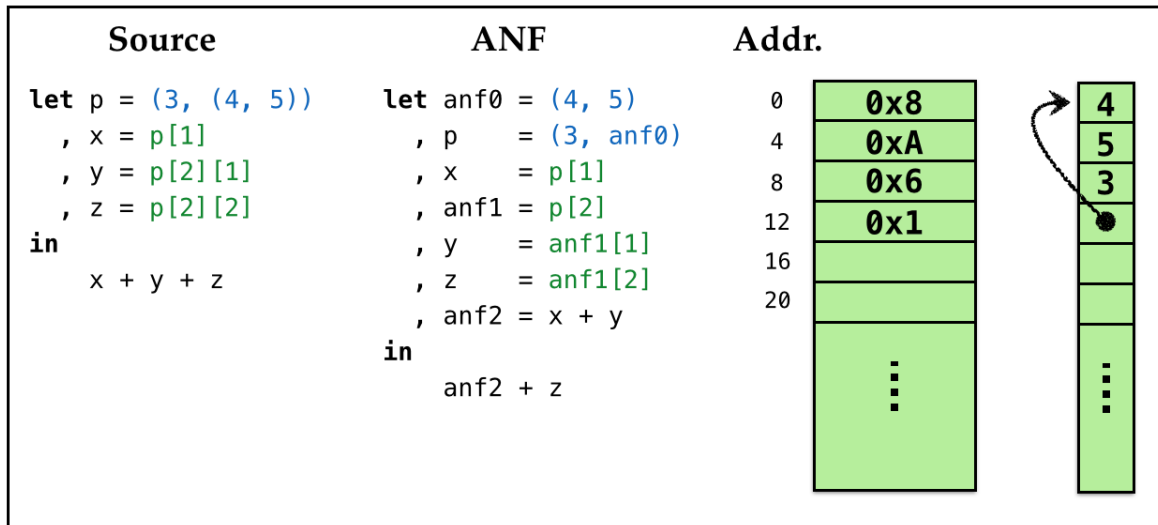 Source
let p = (3, (4, 5))
, x = p[1]
, y = p[2][1]
, z = p[2][2]
in
x + y + z
ANF
let anf0 = (4, 5)
, p = (3, anf0)
, x = p[1]
, anf1 = p[2]
, y = anf1[1]
, z = anf1[2]
, anf2 = x + y
in
anf2 + z
Addr.
0 0x8
4 0xA
8 0x6
12 0x1
16
20
4
5
3